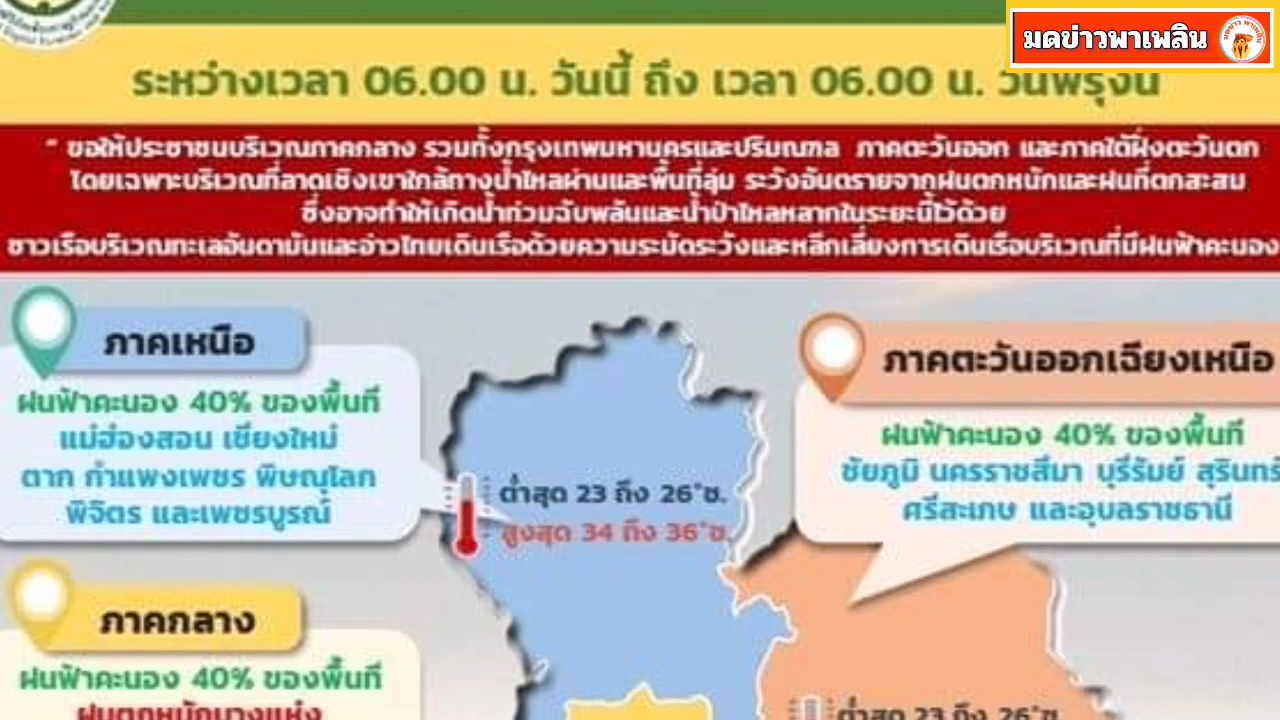 มดข่าวพาเพลิน
ระหว่างเวลา 06.00 น. วันนี้ ถึง เวลา 06.00 น. วันพรุ่งนี้
“ ขอให้ประชาชนบริเวณภาคกลาง รวมทั้งกรุงเทพมหานครและปริมณฑล ภาคตะวันออก และภาคใต้ฝั่งตะวันตก
โดยเฉพาะบริเวณที่ลาดเชิงเขาใกล้ทางน้ำไหลผ่านและพื้นที่ลุ่ม ระวังอันตรายจากฝนตกหนักและฝนที่ตกสะสม
ซึ่งอาจทำให้เกิดน้ำท่วมฉับพลันและน้ำป่าไหลหลากในระยะนี้ไว้ด้วย
ชาวเรือบริเวณทะเลอันดามันและอ่าวไทยเดินเรือด้วยความระมัดระวังและหลีกเลี่ยงการเดินเรือบริเวณที่มีฝนฟ้าคะนอง
ภาคเหนือ
ฝนฟ้าคะนอง 40% ของพื้นที่
แม่ฮ่องสอน เชียงใหม่
ตาก กำแพงเพชร พิษณุโลก
พิจิตร และเพชรบูรณ์
ต่ำสุด 23 ถึง 26°ซ.
สูงสุด 34 ถึง 36°ซ.
ภาคตะวันออกเฉียงเหนือ
ฝนฟ้าคะนอง 40% ของพื้นที่
ชัยภูมิ นครราชสีมา บุรีรัมย์ สุรินทร์
ศรีสะเกษ และอุบลราชธานี
ภาคกลาง
ฝนฟ้าคะนอง 40% ของพื้นที่
ฝนตกหนักบางแห่ง
ต่ำสุด 23 ถึง 26°ซ.